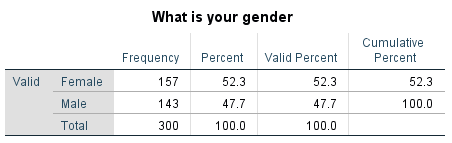 What is your gender
Frequency Percent Valid Percent Cumulative Percent
Valid Female 157 52.3 52.3 52.3
Male 143 47.7 47.7 100.0
Total 300 100.0 100.0